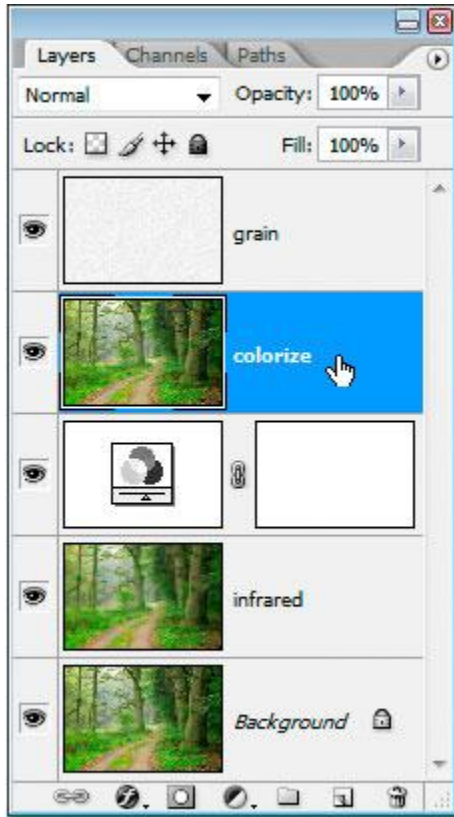 Layers Channels Paths
Normal Opacity: 100%
Lock: Fill: 100%
grain
colorize
infrared
Background